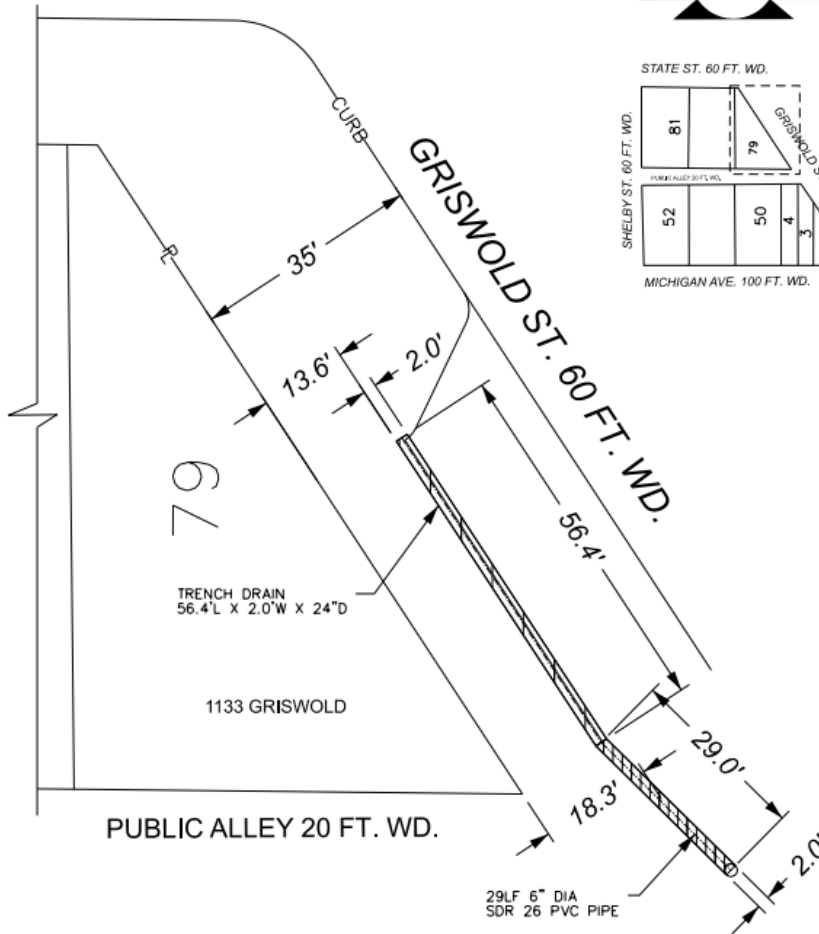 STATE ST. 60 FT. WD.
SHELBY ST. 60 FT. WD.
81
79
GRISWOLD S
PUBLIC ALLEY 20 FT. WD.
52
50
4
3
MICHIGAN AVE. 100 FT. WD.
CURB
GRISWOLD ST. 60 FT. WD.
PL
35'
13.6'
2.0'
56.4'
79
TRENCH DRAIN
56.4'L X 2.0'W X 24"D
1133 GRISWOLD
29.0'
18.3'
2.0'
PUBLIC ALLEY 20 FT. WD.
29LF 6" DIA
SDR 26 PVC PIPE